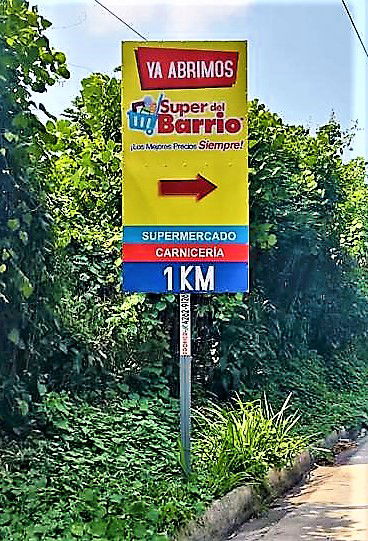 YA ABRIMOS
Super del
Barrio
¡Los Mejores Precios Siempre!
SUPERMERCADO
CARNICERÍA
1 KM